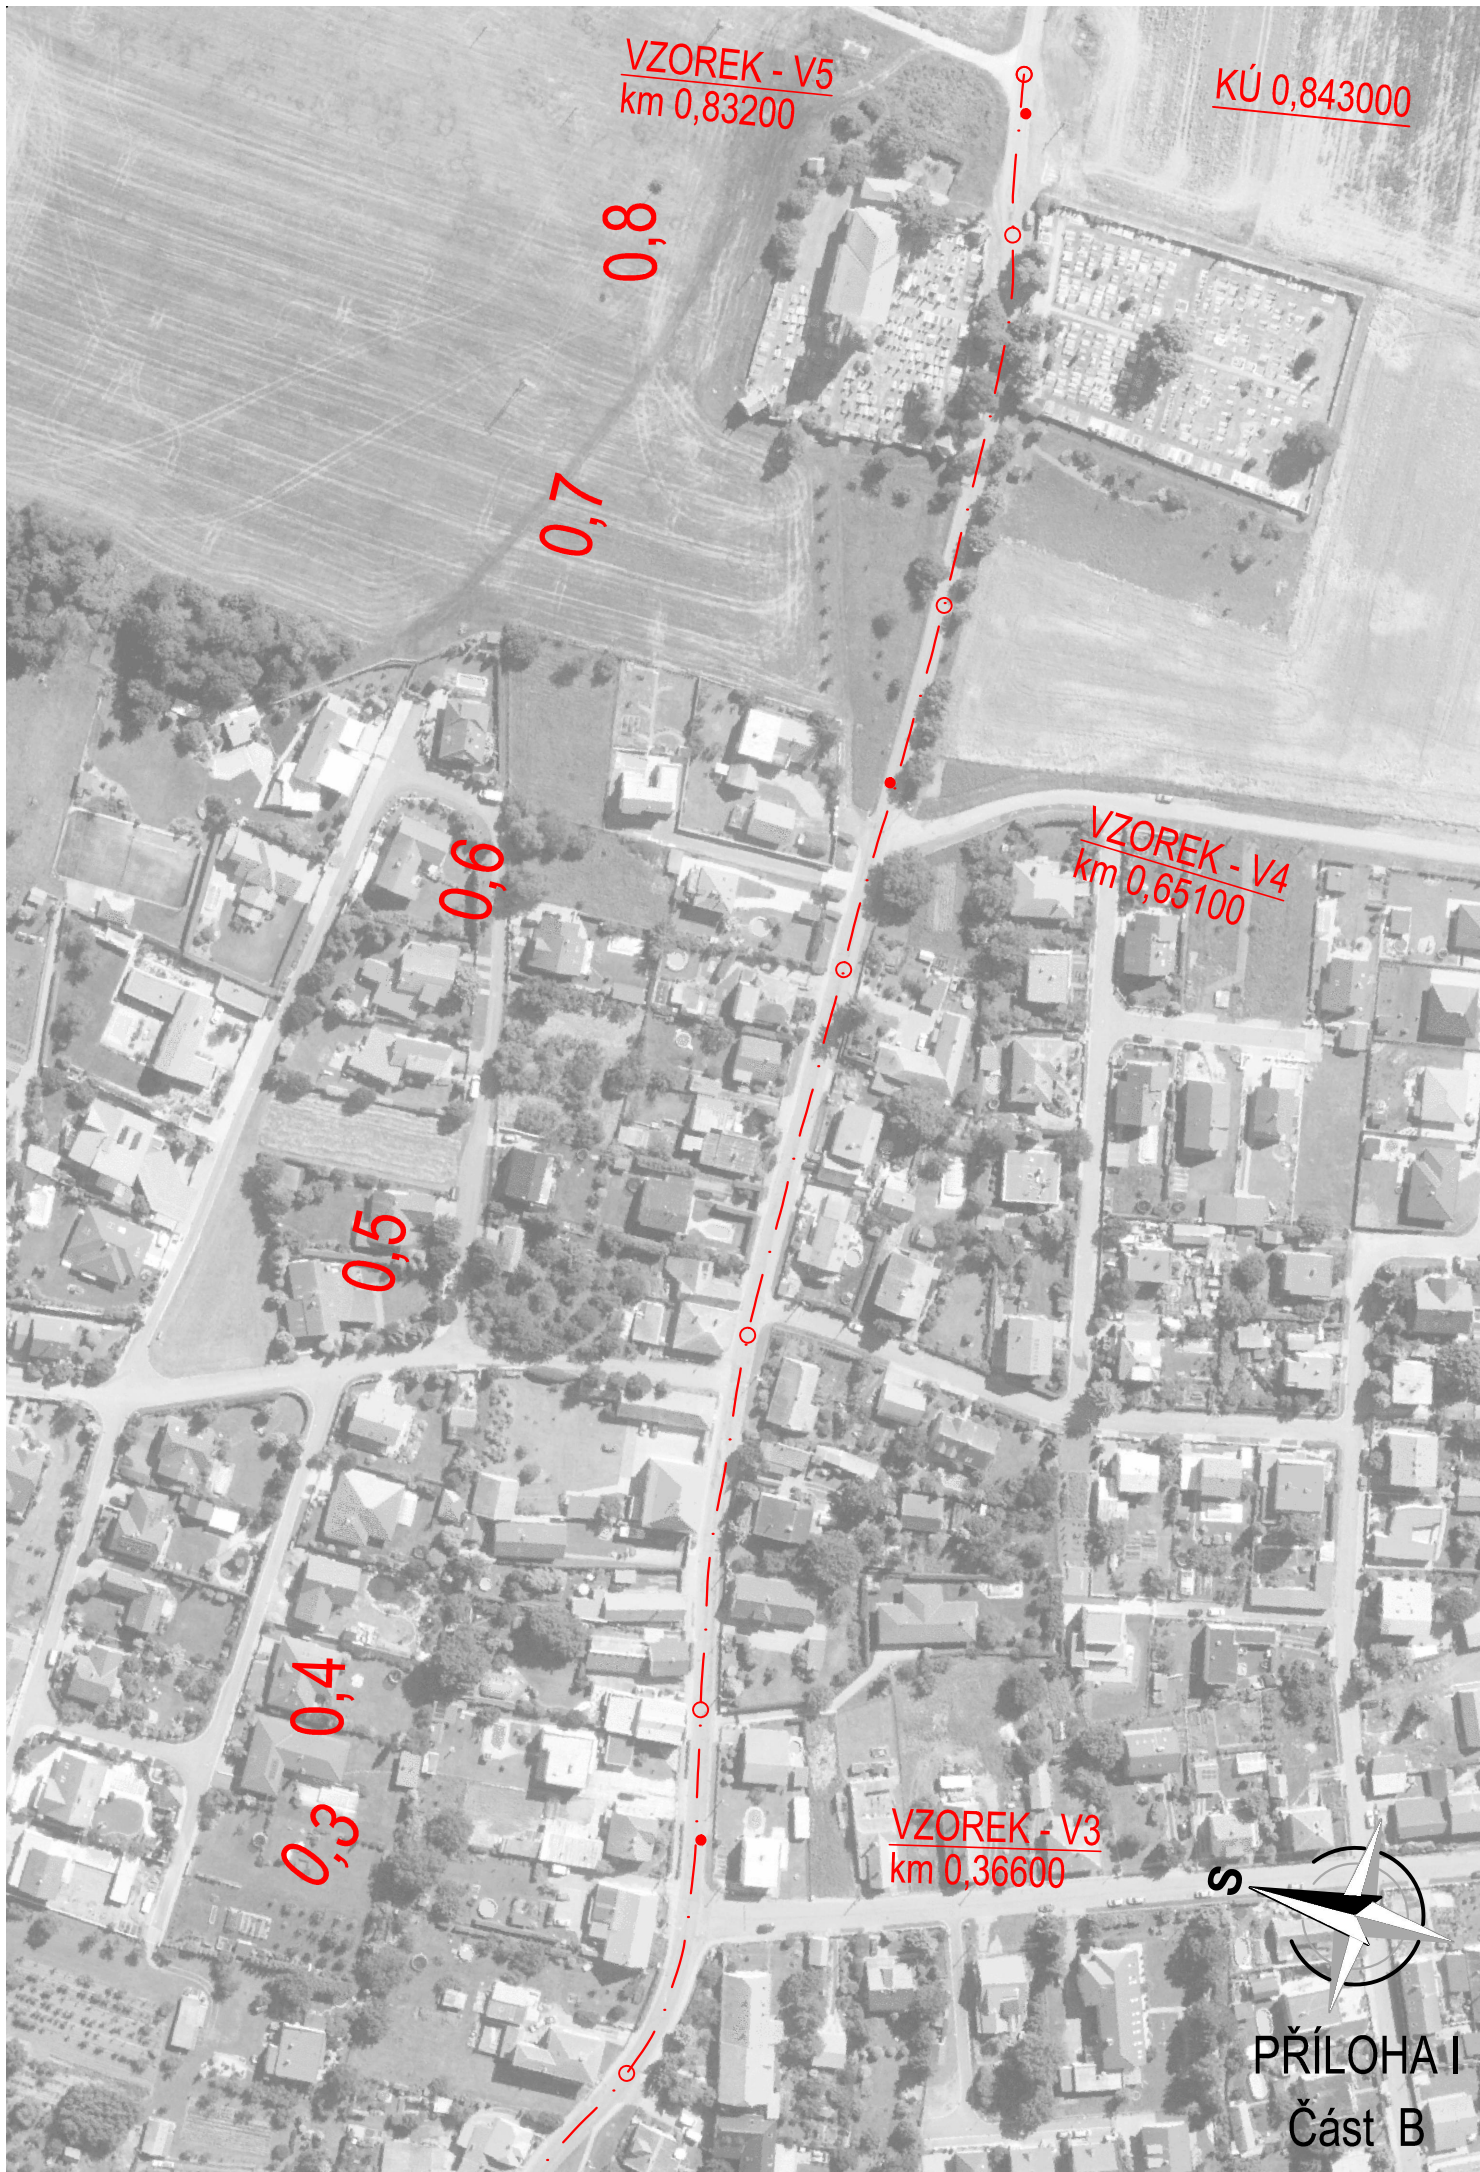 VZOREK - V5
km 0,83200
KÚ 0,843000
0,8
0,7
VZOREK - V4
km 0,65100
0,6
0,5
0,4
0,3
VZOREK - V3
km 0,36600
S
PŘÍLOHA I
Část B